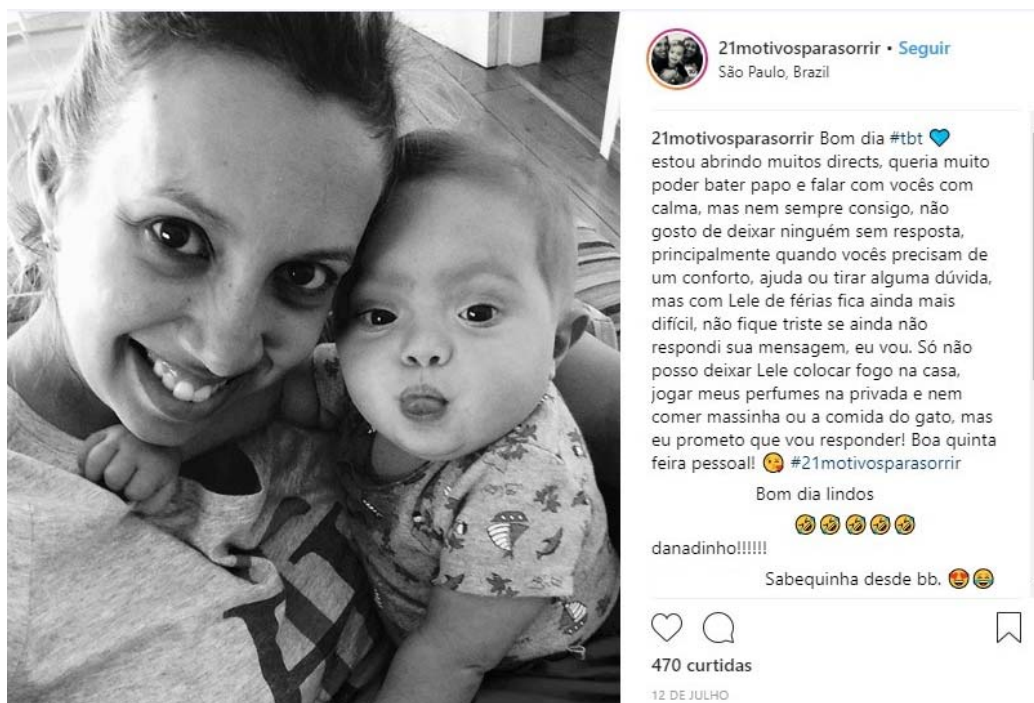 21motivosparasorrir • Seguir
São Paulo, Brazil
21motivosparasorrir Bom dia #tbt 💙
estou abrindo muitos directs, queria muito
poder bater papo e falar com vocês com
calma, mas nem sempre consigo, não
gosto de deixar ninguém sem resposta,
principalmente quando vocês precisam de
um conforto, ajuda ou tirar alguma dúvida,
mas com Lele de férias fica ainda mais
difícil, não fique triste se ainda não
respondi sua mensagem, eu vou. Só não
posso deixar Lele colocar fogo na casa,
jogar meus perfumes na privada e nem
comer massinha ou a comida do gato, mas
eu prometo que vou responder! Boa quinta
feira pessoal! 😘 #21motivosparasorrir
Bom dia lindos
🤣🤣🤣🤣🤣
danadinho!!!!!!
Sabequinha desde bb. 😍😂
470 curtidas
12 DE JULHO